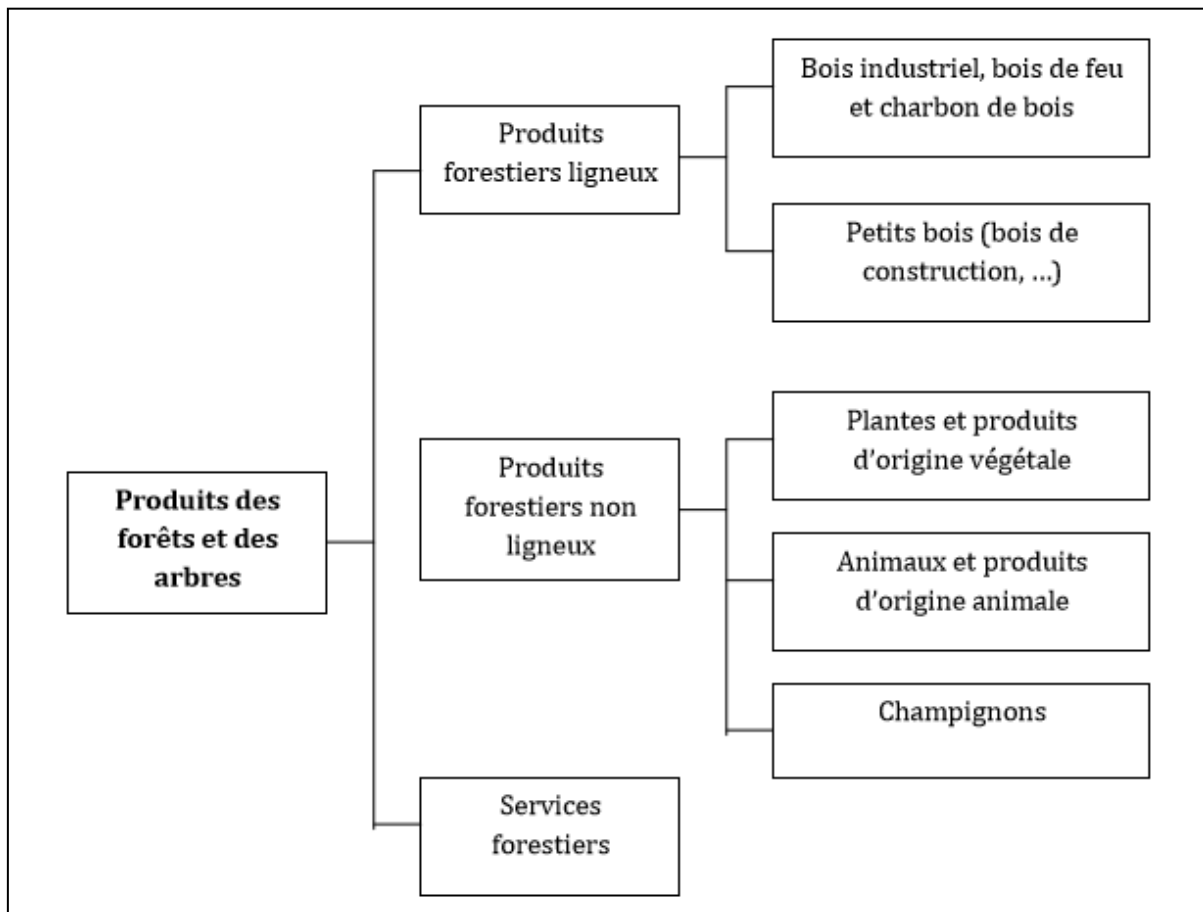 Bois industriel, bois de feu
et charbon de bois
Produits
forestiers ligneux
Petits bois (bois de
construction, …)
Plantes et produits
d’origine végétale
Produits
forestiers non
ligneux
Produits des
forêts et des
arbres
Animaux et produits
d’origine animale
Champignons
Services
forestiers